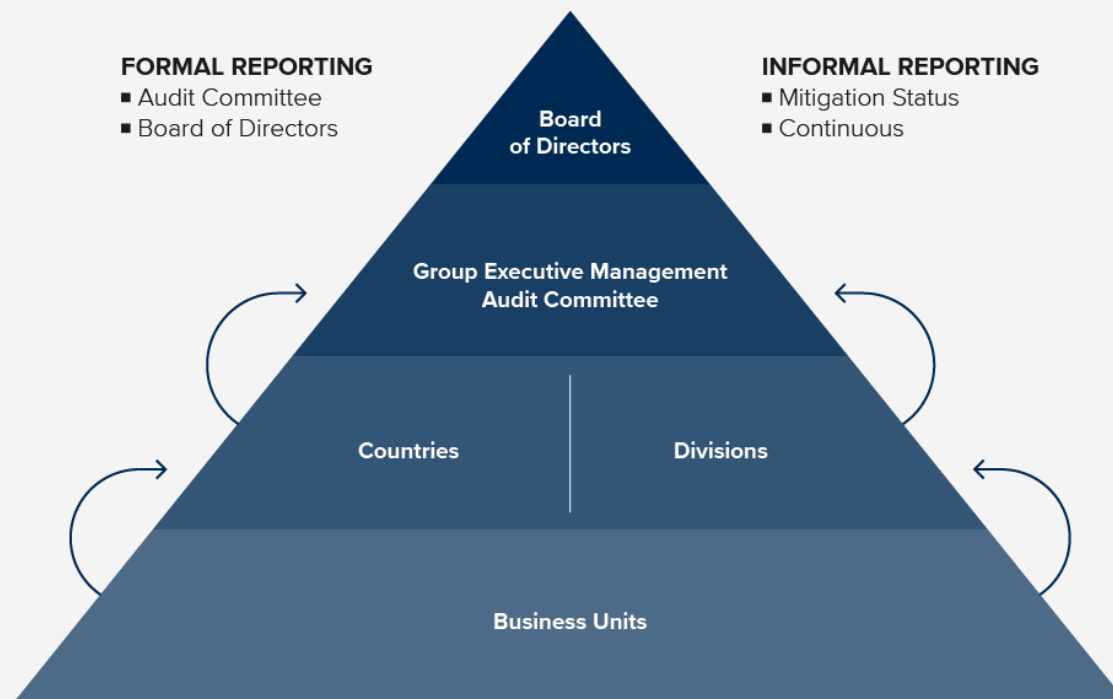 FORMAL REPORTING
▪ Audit Committee
▪ Board of Directors
INFORMAL REPORTING
▪ Mitigation Status
▪ Continuous
Board
of Directors
Group Executive Management
Audit Committee
Countries
Divisions
Business Units